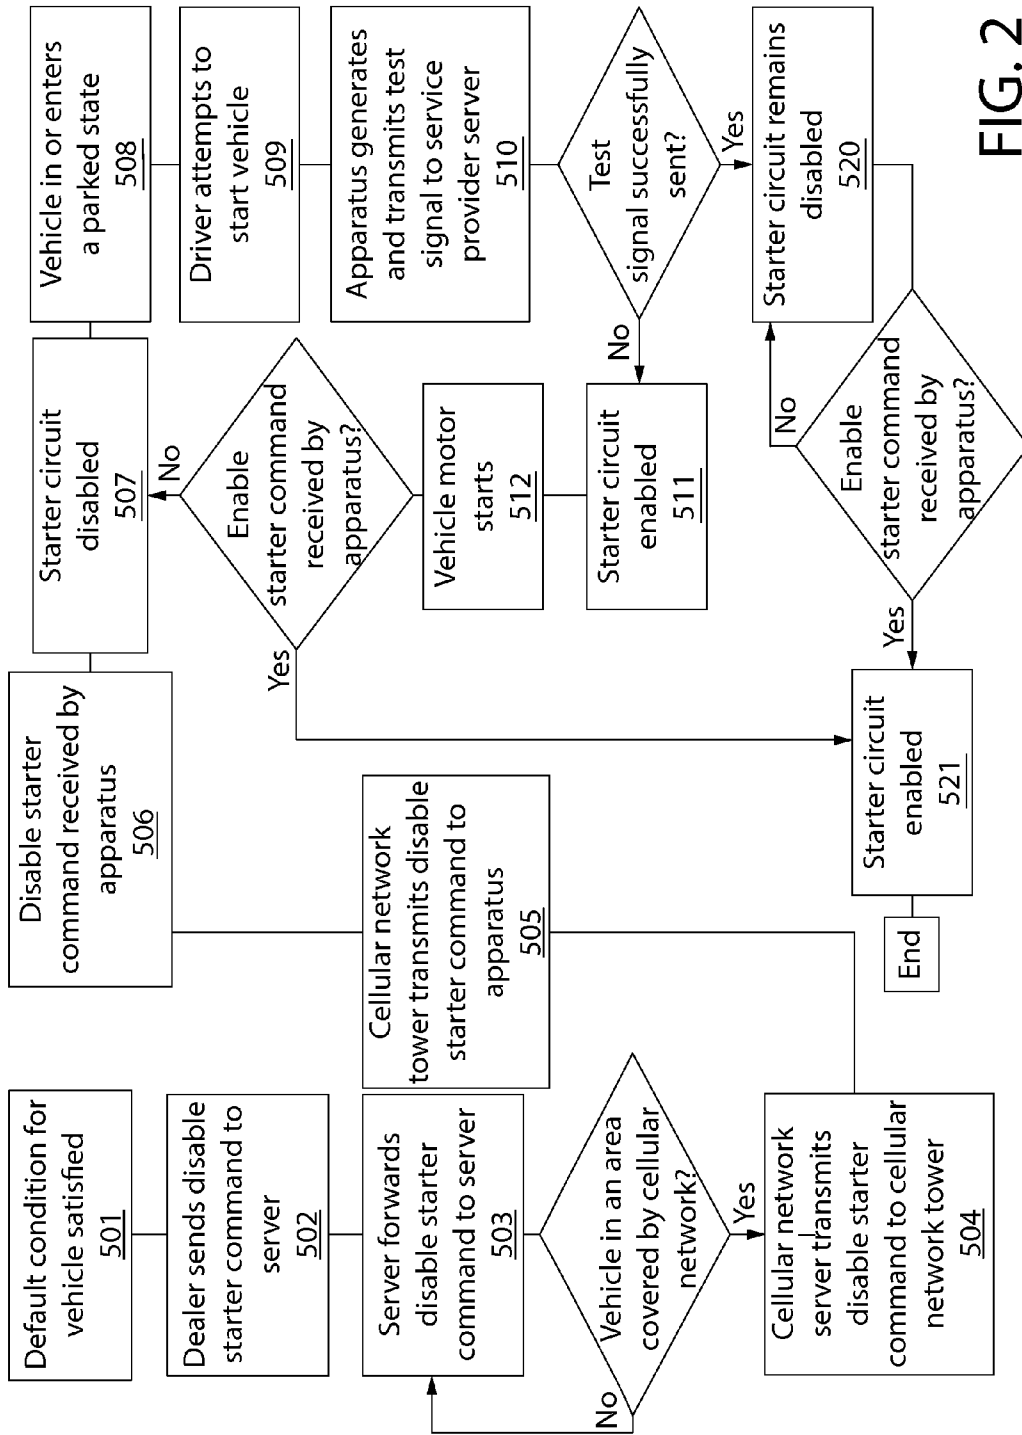 Default condition for
vehicle satisfied
501
Dealer sends disable
starter command to
server
502
Server forwards
disable starter
command to server
503
Vehicle in an area
covered by cellular
network?
No
Yes
Cellular network
server transmits
disable starter
command to cellular
network tower
504
Cellular network
tower transmits disable
starter command to
apparatus
505
Disable starter
command received by
apparatus
506
Starter circuit
disabled
507
Vehicle in or enters
a parked state
508
Driver attempts to
start vehicle
509
Apparatus generates
and transmits test
signal to service
provider server
510
Test
signal successfully
sent?
No
Yes
Starter circuit
enabled
511
Vehicle motor
starts
512
Enable
starter command
received by
apparatus?
No
Yes
Starter circuit remains
disabled
520
Enable
starter command
received by
apparatus?
No
Yes
Starter circuit
enabled
521
End
FIG. 2